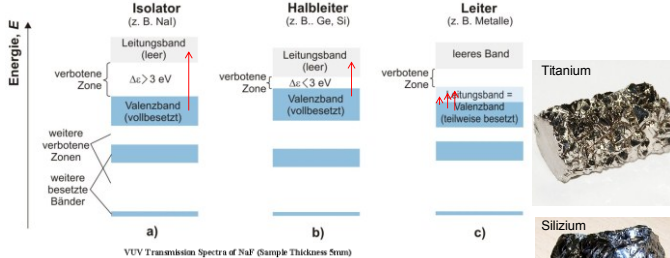 Energie, E
Isolator
(z. B. NaI)
Leitungsband
(leer)
verbotene
Zone
Δε>3 eV
Valenzband
(vollbesetzt)
weitere
verbotene
Zonen
weitere
besetzte
Bänder
a)
Halbleiter
(z. B.. Ge, Si)
Leitungsband
(leer)
verbotene
Zone
Δε<3 eV
Valenzband
(vollbesetzt)
b)
Leiter
(z. B. Metalle)
leeres Band
verbotene
Zone
Leitungsband =
Valenzband
(teilweise besetzt)
c)
Titanium
Silizium
VUV Transmission Spectra of NaF (Sample Thickness 5mm)